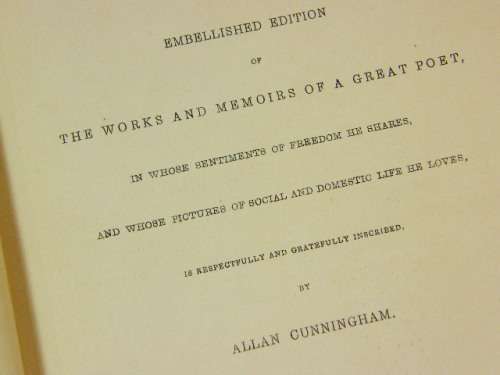 EMBELLISHED EDITION
OF
THE WORKS AND MEMOIRS OF A GREAT POET,
IN WHOSE SENTIMENTS OF FREEDOM HE SHARES,
AND WHOSE PICTURES OF SOCIAL AND DOMESTIC LIFE HE LOVES,
IS RESPECTFULLY AND GRATEFULLY INSCRIBED,
BY
ALLAN CUNNINGHAM.